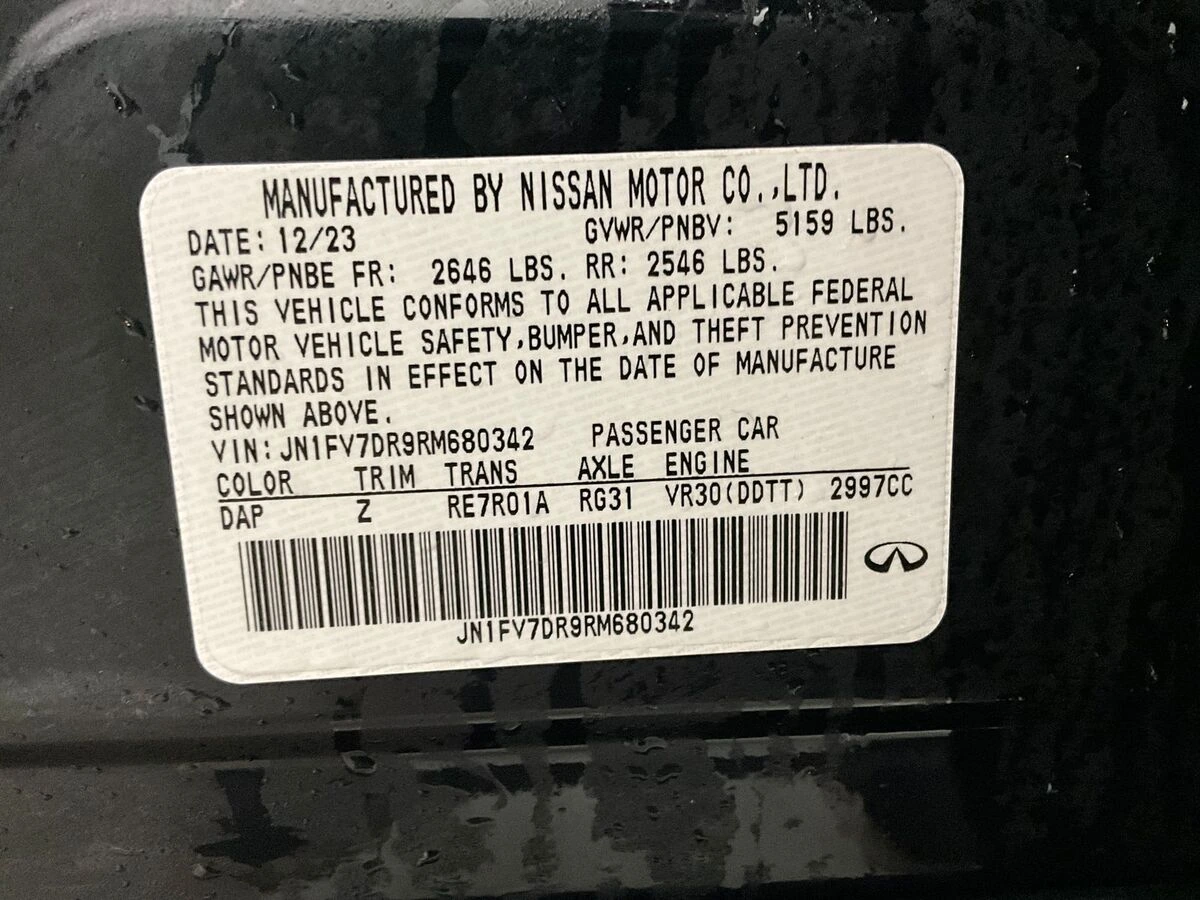 MANUFACTURED BY NISSAN MOTOR CO.,LTD.
DATE: 12/23 GVWR/PNBV: 5159 LBS.
GAWR/PNBE FR: 2646 LBS. RR: 2546 LBS.
THIS VEHICLE CONFORMS TO ALL APPLICABLE FEDERAL
MOTOR VEHICLE SAFETY,BUMPER,AND THEFT PREVENTION
STANDARDS IN EFFECT ON THE DATE OF MANUFACTURE
SHOWN ABOVE.
VIN: JN1FV7DR9RM680342 PASSENGER CAR
COLOR TRIM TRANS AXLE ENGINE
DAP Z RE7R01A RG31 VR30(DDTT) 2997CC
JN1FV7DR9RM680342